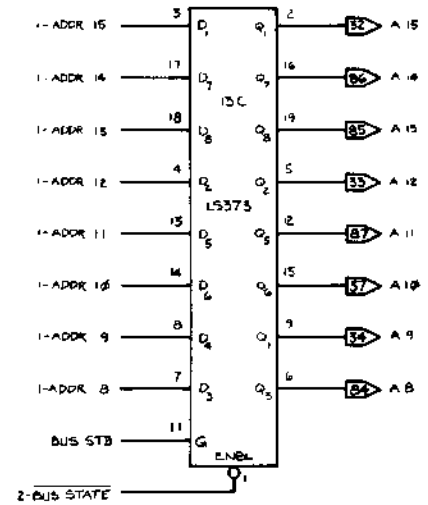 1-ADDR 15 3 D1 Q1 2 32 A 15
1-ADDR 14 17 D7 Q7 16 86 A 14
13C
1-ADDR 13 18 D8 Q8 19 85 A 13
1-ADDR 12 4 D2 Q2 5 33 A 12
LS373
1-ADDR 11 13 D5 Q5 12 87 A 11
1-ADDR 10 14 D6 Q6 15 37 A 10
1-ADDR 9 8 D4 Q1 9 34 A 9
1-ADDR 8 7 D3 Q3 6 84 A 8
BUS STB 11 G
ENBL
1
2-BUS STATE